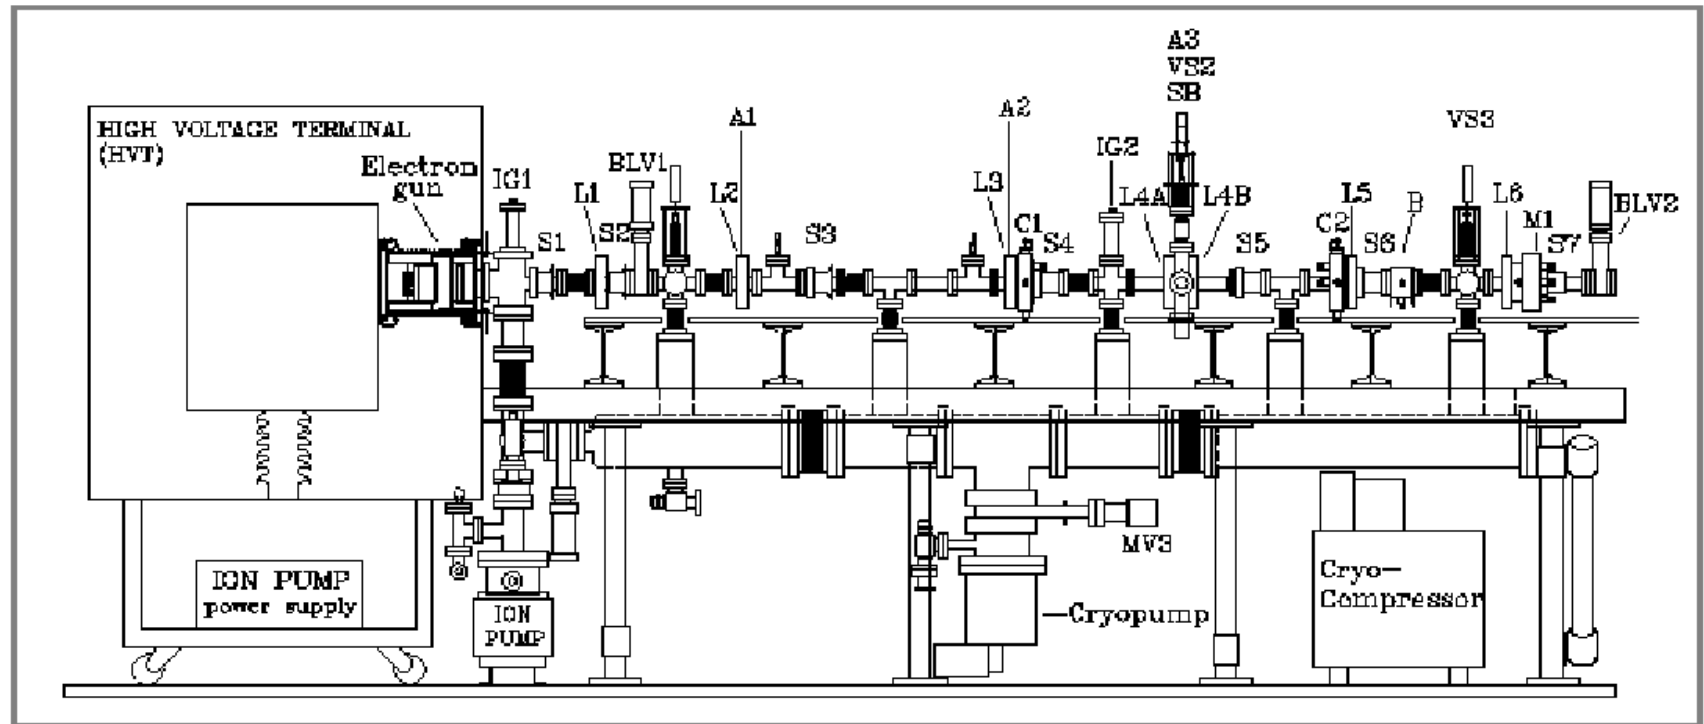 A3
VS2
SB
A2
A1
VS3
HIGH VOLTAGE TERMINAL
(HVT)
IG2
Electron
gun
BLV1
IG1
L1
L2
L3
L4A
L4B
L5
B
L6
BLV2
S1
S2
S3
C1
S4
S5
C2
S6
M1
S7
MV3
ION PUMP
power supply
ION
PUMP
Cryopump
Cryo-
Compressor